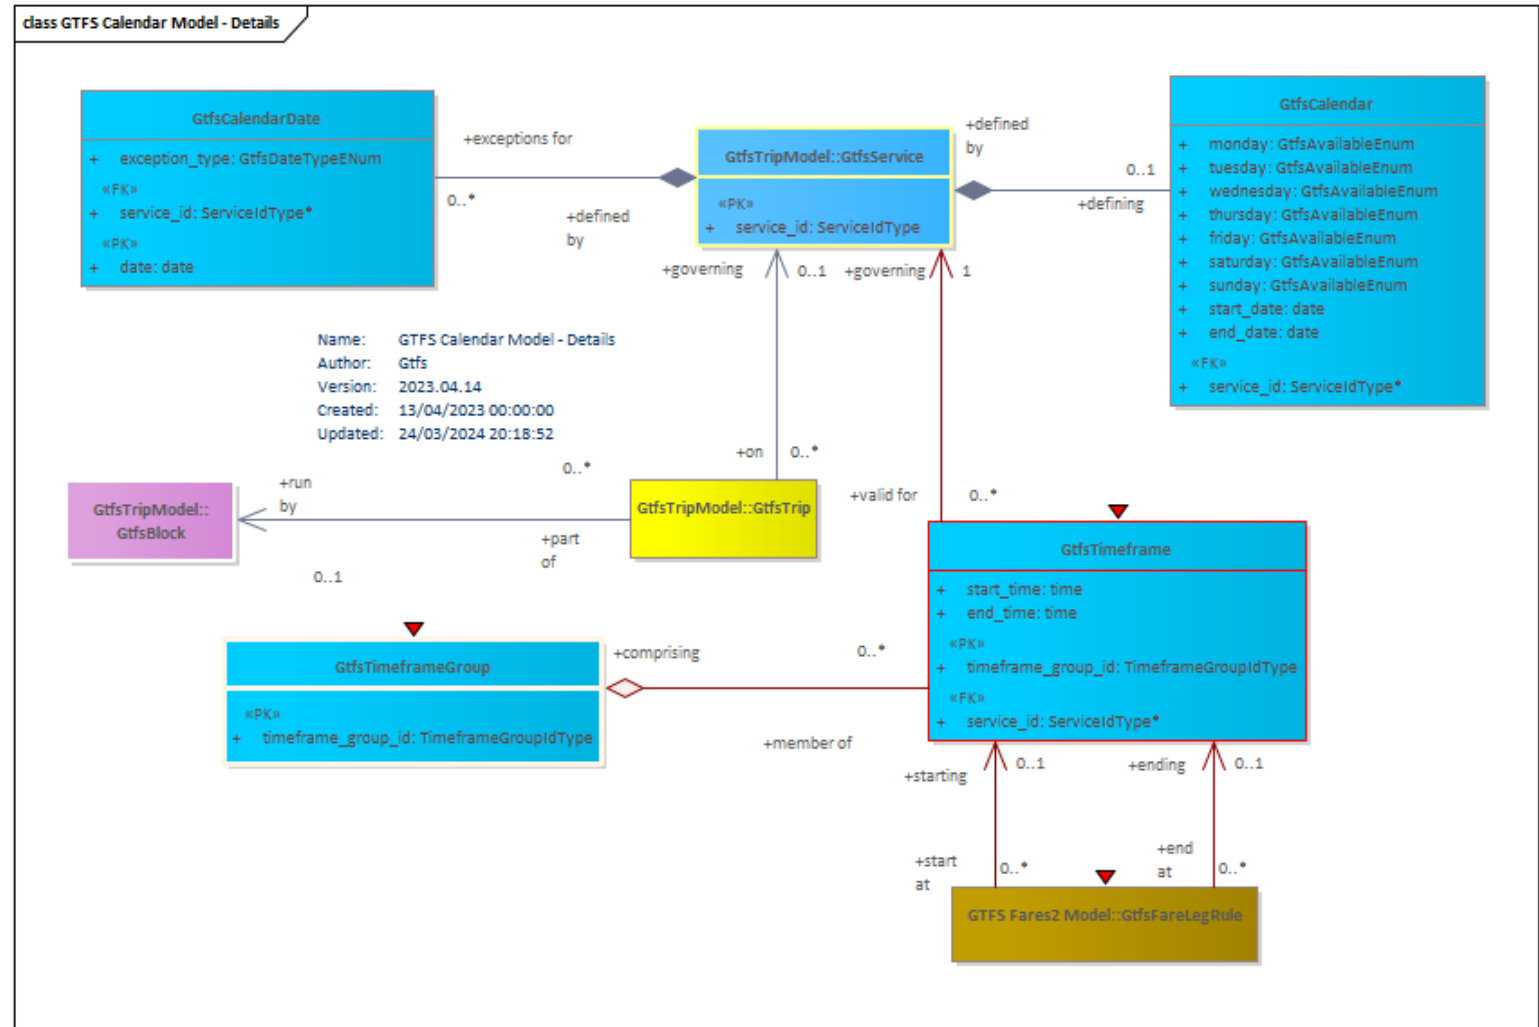 class GTFS Calendar Model - Details
GtfsCalendarDate
+ exception_type: GtfsDateTypeENum
«FK»
+ service_id: ServiceIdType*
«PK»
+ date: date
+exceptions for
0..*
+defined
by
GtfsTripModel::GtfsService
«PK»
+ service_id: ServiceIdType
+defined
by
0..1
+defining
GtfsCalendar
+ monday: GtfsAvailableEnum
+ tuesday: GtfsAvailableEnum
+ wednesday: GtfsAvailableEnum
+ thursday: GtfsAvailableEnum
+ friday: GtfsAvailableEnum
+ saturday: GtfsAvailableEnum
+ sunday: GtfsAvailableEnum
+ start_date: date
+ end_date: date
«FK»
+ service_id: ServiceIdType*
+governing
0..1
+governing
1
Name: GTFS Calendar Model - Details
Author: Gtfs
Version: 2023.04.14
Created: 13/04/2023 00:00:00
Updated: 24/03/2024 20:18:52
+on
0..*
0..*
+run
by
+valid for
0..*
GtfsTripModel::
GtfsBlock
GtfsTripModel::GtfsTrip
+part
of
0..1
GtfsTimeframe
+ start_time: time
+ end_time: time
«PK»
+ timeframe_group_id: TimeframeGroupIdType
«FK»
+ service_id: ServiceIdType*
GtfsTimeframeGroup
«PK»
+ timeframe_group_id: TimeframeGroupIdType
+comprising
0..*
+member of
+starting
0..1
+ending
0..1
+start
at
0..*
+end
at
0..*
GTFS Fares2 Model::GtfsFareLegRule